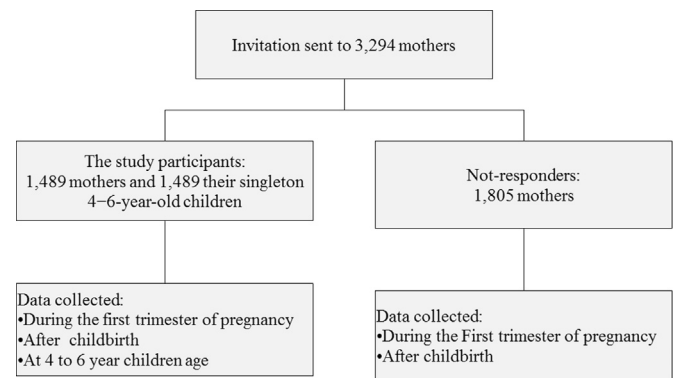 Invitation sent to 3,294 mothers
The study participants:
1,489 mothers and 1,489 their singleton
4−6-year-old children
Not-responders:
1,805 mothers
Data collected:
•During the first trimester of pregnancy
•After childbirth
•At 4 to 6 year children age
Data collected:
•During the First trimester of pregnancy
•After childbirth